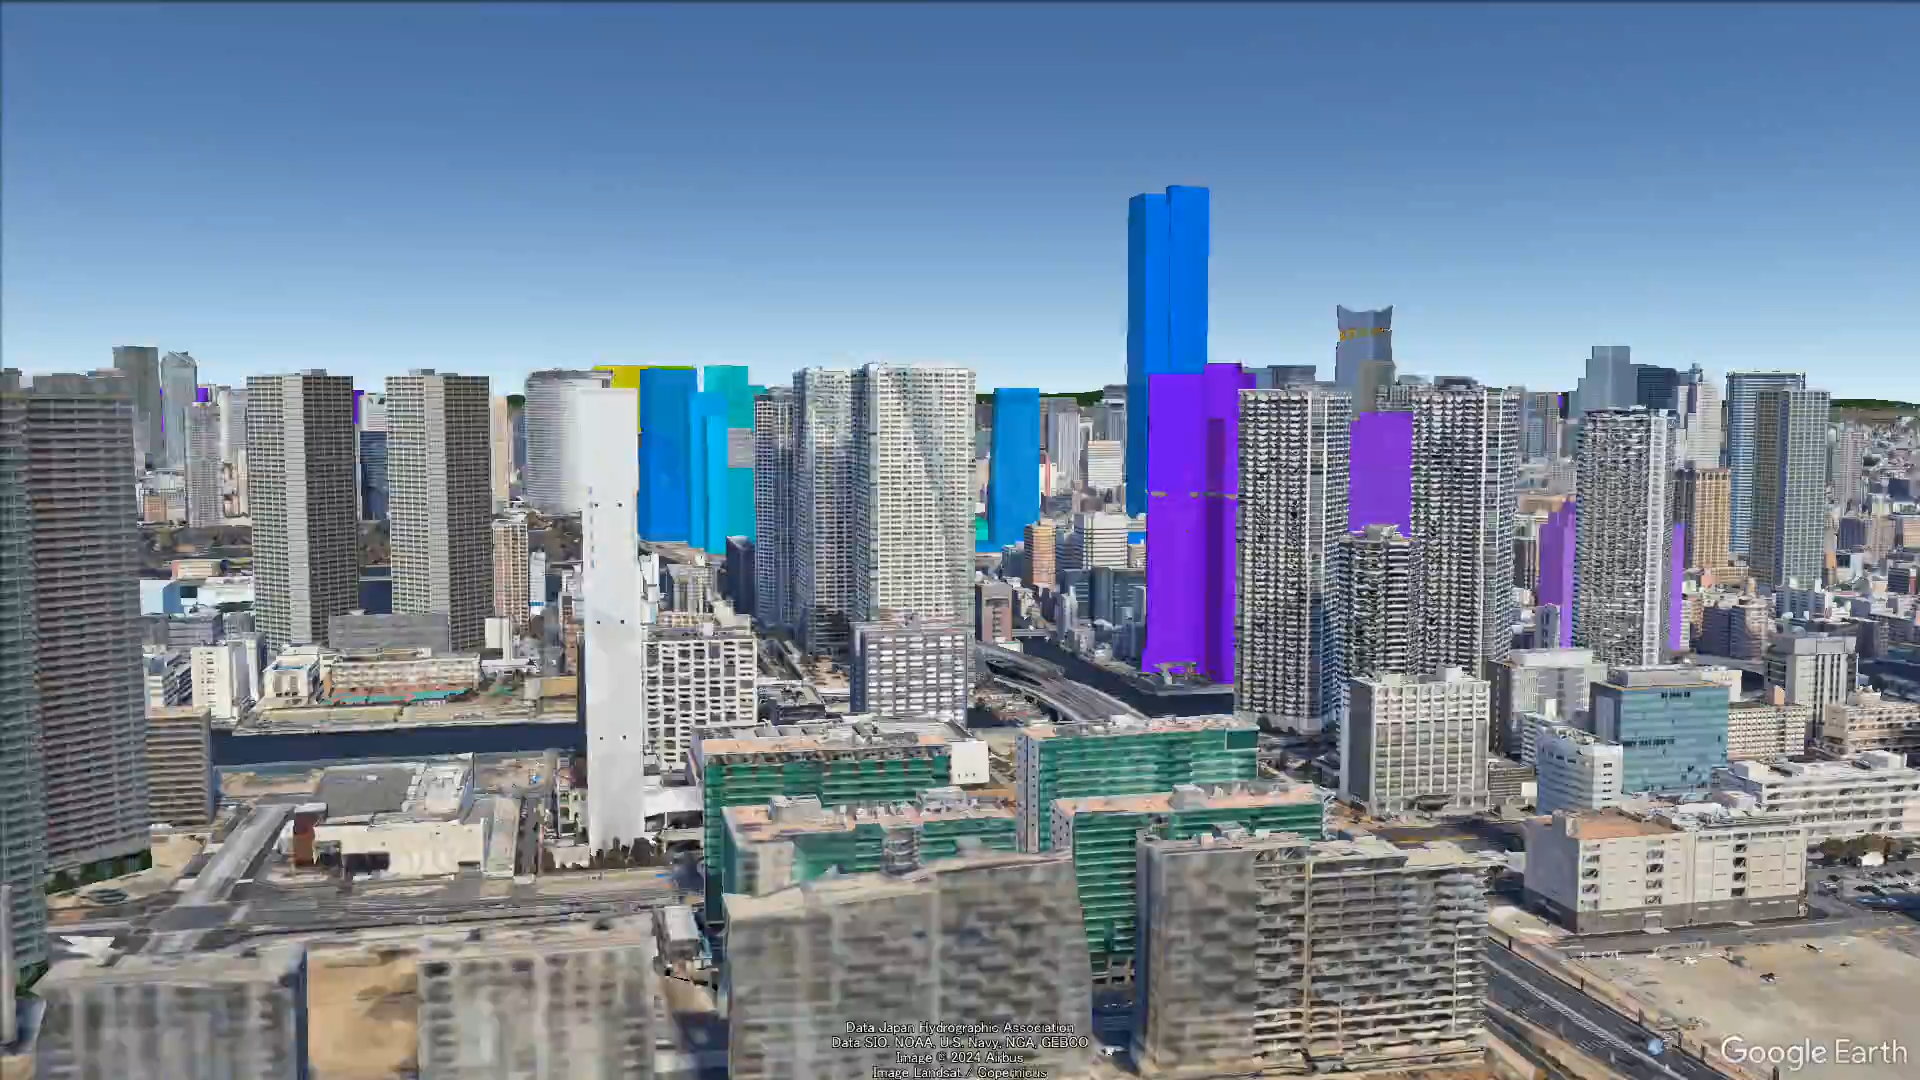 Data Japan Hydrographic Association
Data SIO, NOAA, U.S. Navy, NGA, GEBCO
Image © 2024 Airbus
Image Landsat / Copernicus
Google Earth